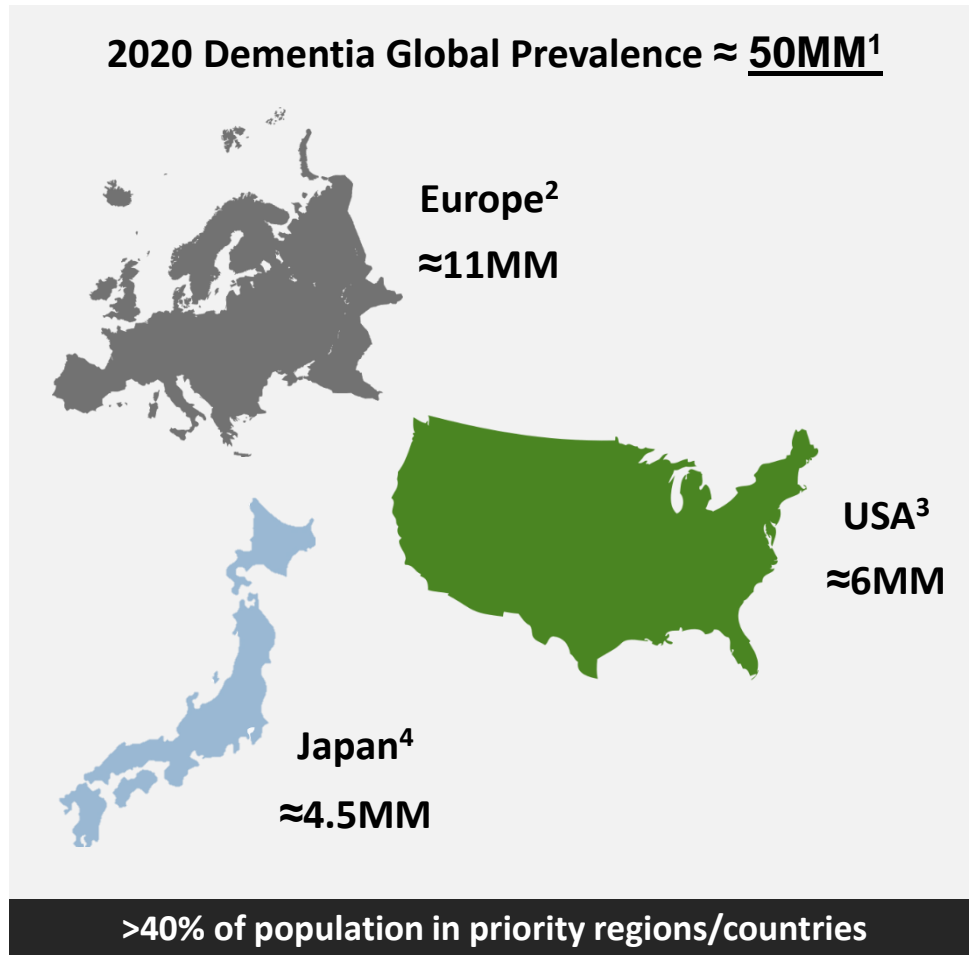 2020 Dementia Global Prevalence ≈ 50MM¹
Europe²
≈11MM
USA³
≈6MM
Japan⁴
≈4.5MM
>40% of population in priority regions/countries